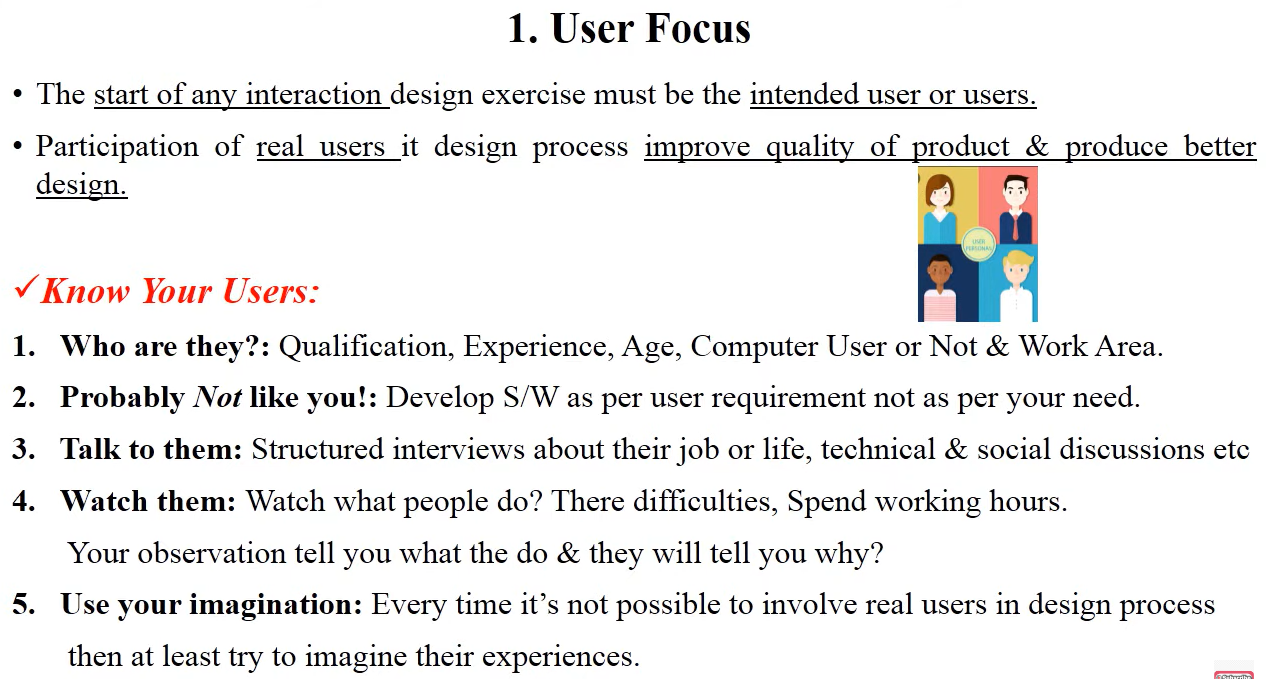 1. User Focus
• The start of any interaction design exercise must be the intended user or users.
• Participation of real users it design process improve quality of product & produce better
design.
USER
PERSONAS
✓Know Your Users:
1. Who are they?: Qualification, Experience, Age, Computer User or Not & Work Area.
2. Probably Not like you!: Develop S/W as per user requirement not as per your need.
3. Talk to them: Structured interviews about their job or life, technical & social discussions etc
4. Watch them: Watch what people do? There difficulties, Spend working hours.
Your observation tell you what the do & they will tell you why?
5. Use your imagination: Every time it’s not possible to involve real users in design process
then at least try to imagine their experiences.
Subscribe